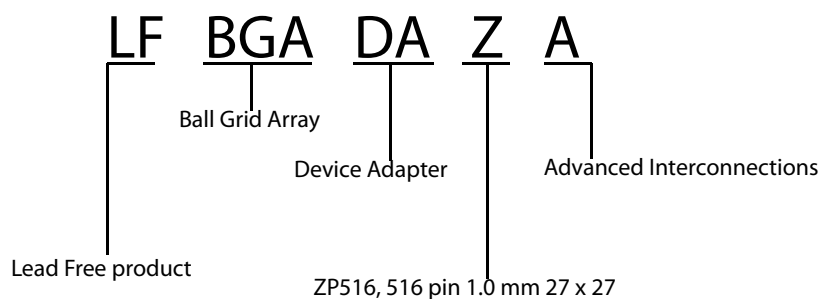 LF BGA DA Z A
Ball Grid Array
Device Adapter
Advanced Interconnections
Lead Free product
ZP516, 516 pin 1.0 mm 27 x 27